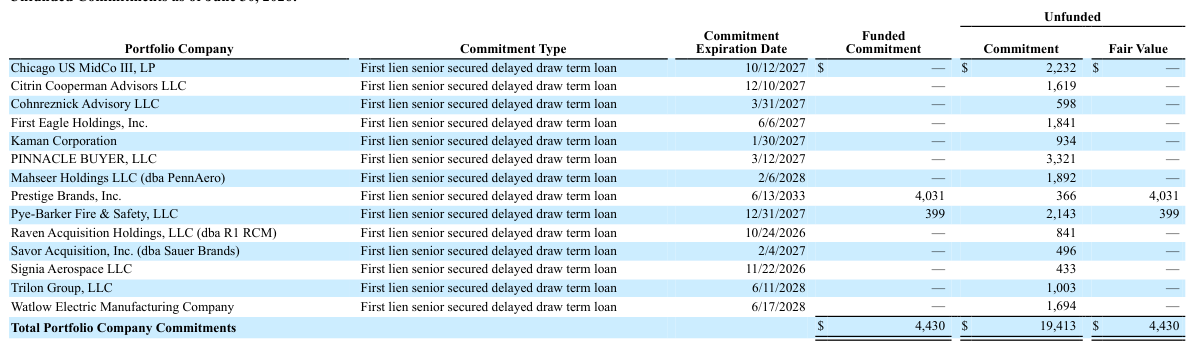 Unfunded
Portfolio Company Commitment Type Commitment Expiration Date Funded Commitment Commitment Fair Value
Chicago US MidCo III, LP First lien senior secured delayed draw term loan 10/12/2027 $ — $ 2,232 $ —
Citrin Cooperman Advisors LLC First lien senior secured delayed draw term loan 12/10/2027 — 1,619 —
Cohnreznick Advisory LLC First lien senior secured delayed draw term loan 3/31/2027 — 598 —
First Eagle Holdings, Inc. First lien senior secured delayed draw term loan 6/6/2027 — 1,841 —
Kaman Corporation First lien senior secured delayed draw term loan 1/30/2027 — 934 —
PINNACLE BUYER, LLC First lien senior secured delayed draw term loan 3/12/2027 — 3,321 —
Mahseer Holdings LLC (dba PennAero) First lien senior secured delayed draw term loan 2/6/2028 — 1,892 —
Prestige Brands, Inc. First lien senior secured delayed draw term loan 6/13/2033 4,031 366 4,031
Pye-Barker Fire & Safety, LLC First lien senior secured delayed draw term loan 12/31/2027 399 2,143 399
Raven Acquisition Holdings, LLC (dba R1 RCM) First lien senior secured delayed draw term loan 10/24/2026 — 841 —
Savor Acquisition, Inc. (dba Sauer Brands) First lien senior secured delayed draw term loan 2/4/2027 — 496 —
Signia Aerospace LLC First lien senior secured delayed draw term loan 11/22/2026 — 433 —
Trilon Group, LLC First lien senior secured delayed draw term loan 6/11/2028 — 1,003 —
Watlow Electric Manufacturing Company First lien senior secured delayed draw term loan 6/17/2028 — 1,694 —
Total Portfolio Company Commitments $ 4,430 $ 19,413 $ 4,430